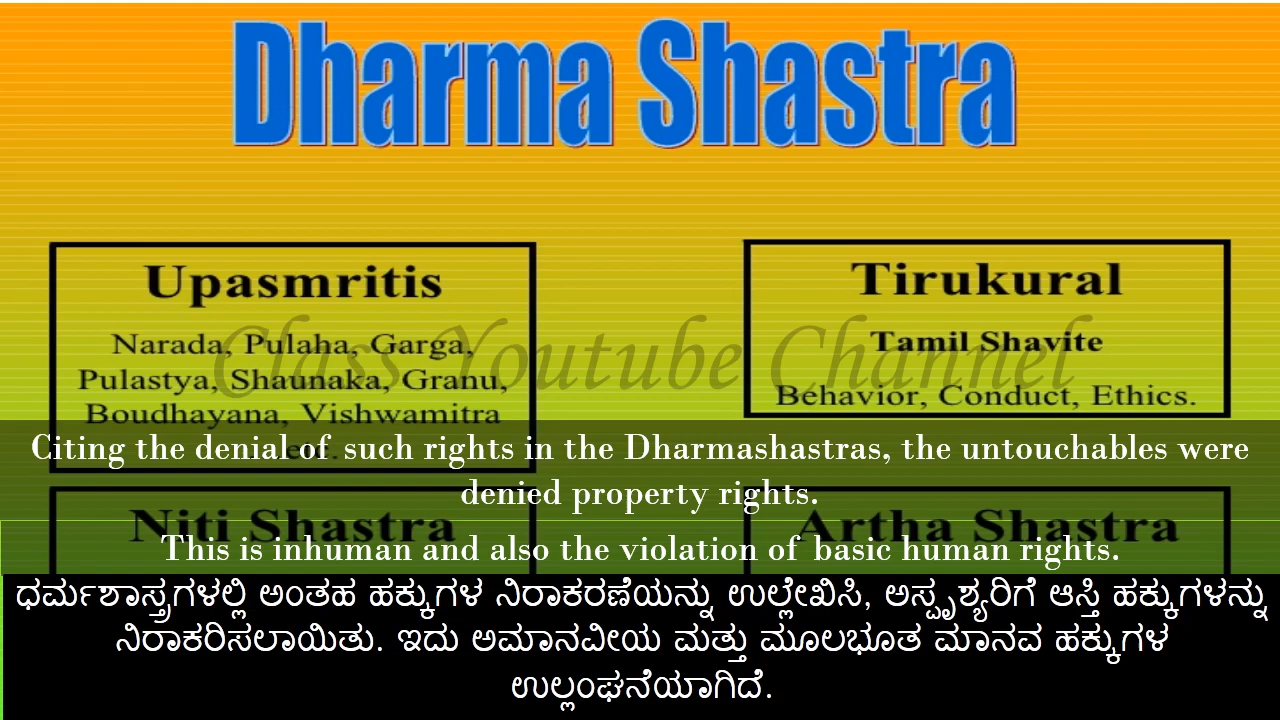 Dharma Shastra
Upasmritis
Narada, Pulaha, Garga,
Pulastya, Shaunaka, Granu,
Boudhayana, Vishwamitra
Tirukural
Tamil Shavite
Behavior, Conduct, Ethics.
Class Youtube Channel
Niti Shastra
Artha Shastra
Citing the denial of such rights in the Dharmashastras, the untouchables were
denied property rights.
This is inhuman and also the violation of basic human rights.
ಧರ್ಮಶಾಸ್ತ್ರಗಳಲ್ಲಿ ಅಂತಹ ಹಕ್ಕುಗಳ ನಿರಾಕರಣೆಯನ್ನು ಉಲ್ಲೇಖಿಸಿ, ಅಸ್ಪೃಶ್ಯರಿಗೆ ಆಸ್ತಿ ಹಕ್ಕುಗಳನ್ನು
ನಿರಾಕರಿಸಲಾಯಿತು. ಇದು ಅಮಾನವೀಯ ಮತ್ತು ಮೂಲಭೂತ ಮಾನವ ಹಕ್ಕುಗಳ
ಉಲ್ಲಂಘನೆಯಾಗಿದೆ.